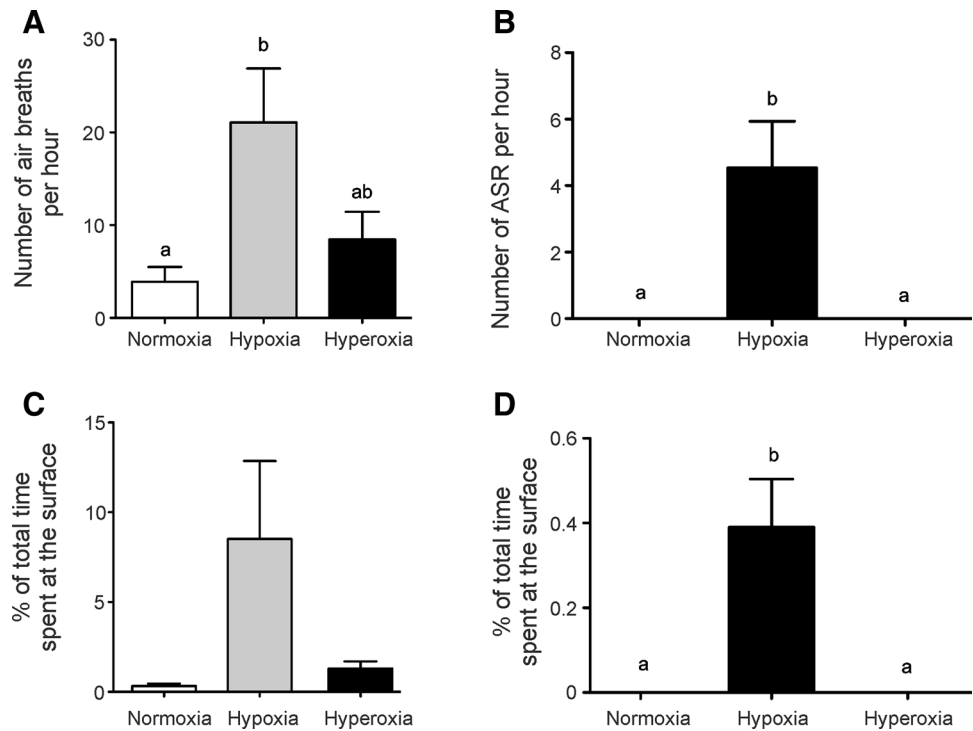 A
Number of air breaths
per hour
30
20
10
0
a
b
ab
Normoxia Hypoxia Hyperoxia
B
Number of ASR per hour
8
6
4
2
0
a
b
a
Normoxia Hypoxia Hyperoxia
C
% of total time
spent at the surface
15
10
5
0
Normoxia Hypoxia Hyperoxia
D
% of total time
spent at the surface
0.6
0.4
0.2
0
a
b
a
Normoxia Hypoxia Hyperoxia